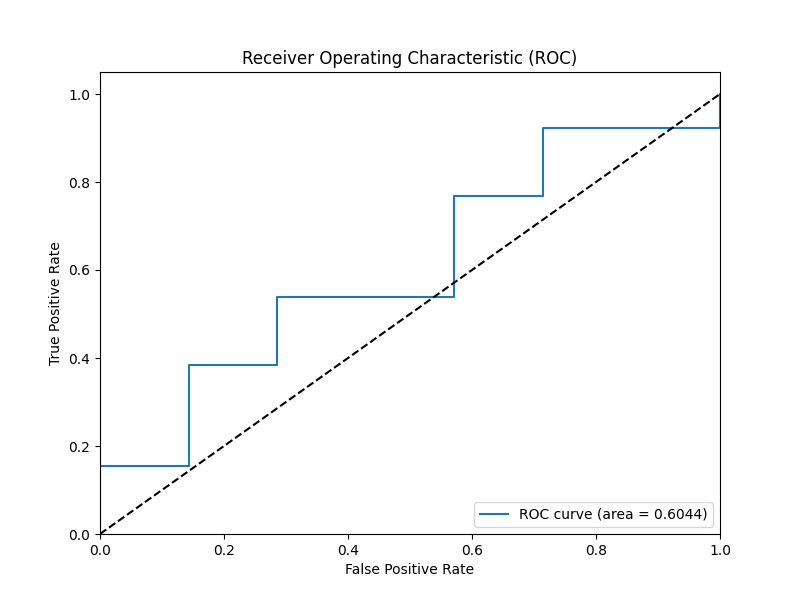 Receiver Operating Characteristic (ROC)
True Positive Rate
1.0
0.8
0.6
0.4
0.2
0.0
ROC curve (area = 0.6044)
0.0 0.2 0.4 0.6 0.8 1.0
False Positive Rate